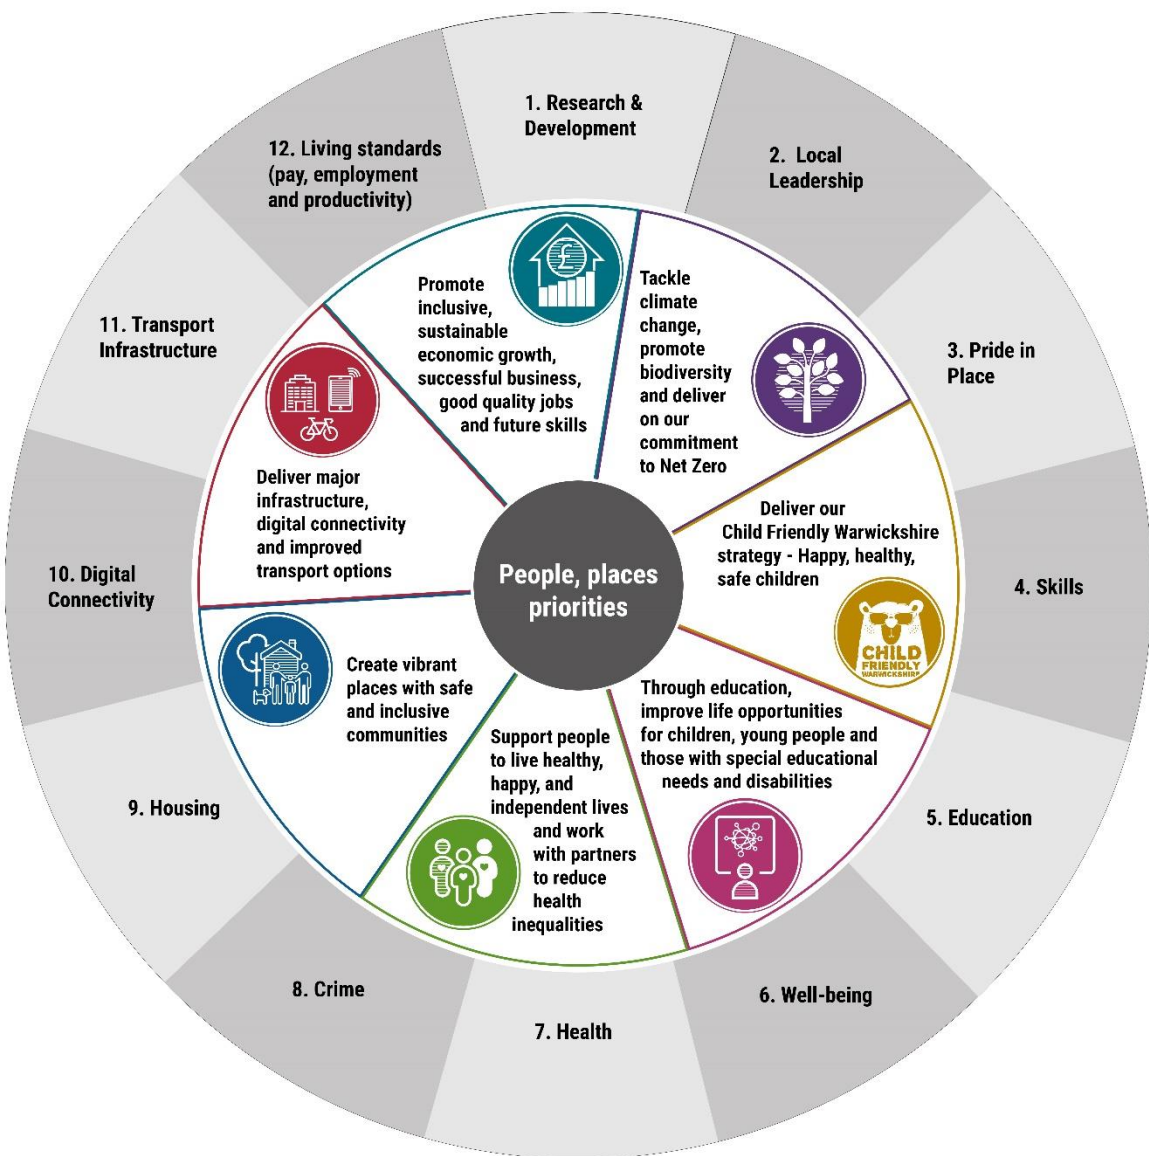 1. Research &
Development
2. Local
Leadership
3. Pride in
Place
4. Skills
5. Education
6. Well-being
7. Health
8. Crime
9. Housing
10. Digital
Connectivity
11. Transport
Infrastructure
12. Living standards
(pay, employment
and productivity)
Promote
inclusive,
sustainable
economic growth,
successful business,
good quality jobs
and future skills
£
Tackle
climate
change,
promote
biodiversity
and deliver
on our
commitment
to Net Zero
Deliver our
Child Friendly Warwickshire
strategy - Happy, healthy,
safe children
CHILD
FRIENDLY
WARWICKSHIRE
Through education,
improve life opportunities
for children, young people and
those with special educational
needs and disabilities
Support people
to live healthy,
happy, and
independent lives
and work
with partners
to reduce
health
inequalities
Create vibrant
places with safe
and inclusive
communities
Deliver major
infrastructure,
digital connectivity
and improved
transport options
People, places
priorities